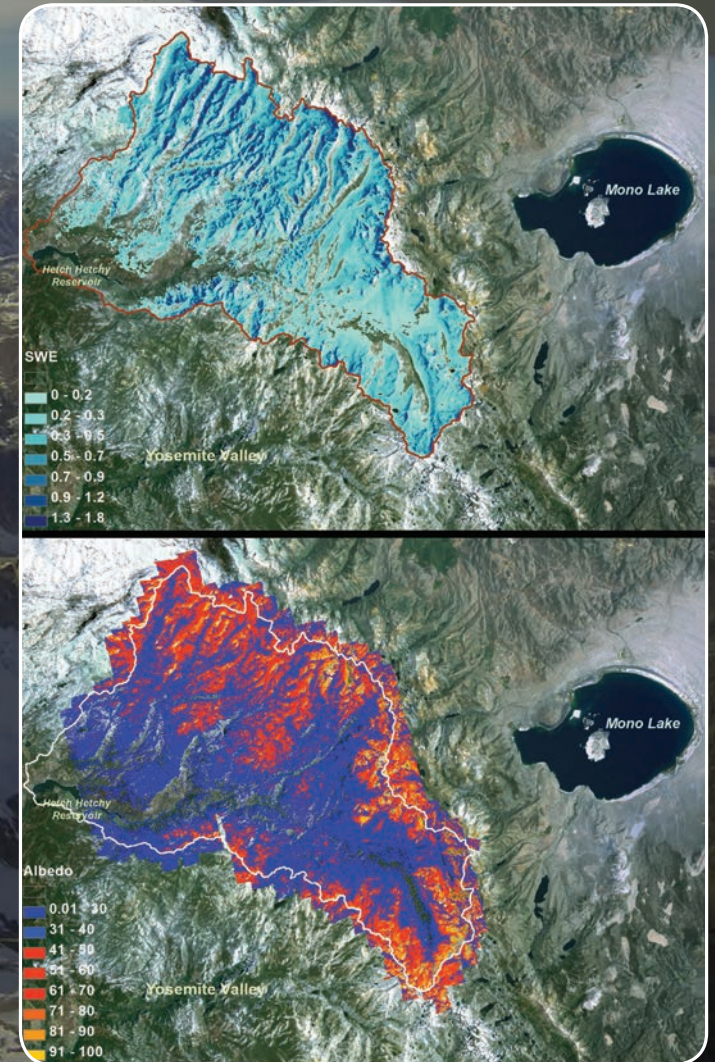 Mono Lake
Hetch Hetchy
Reservoir
SWE
0 - 0.2
0.2 - 0.3
0.3 - 0.5
0.5 - 0.7
0.7 - 0.9
0.9 - 1.2
1.3 - 1.8
Yosemite Valley
Mono Lake
Hetch Hetchy
Reservoir
Albedo
0.01 - 30
31 - 40
41 - 50
51 - 60
61 - 70
71 - 80
81 - 90
91 - 100
Yosemite Valley